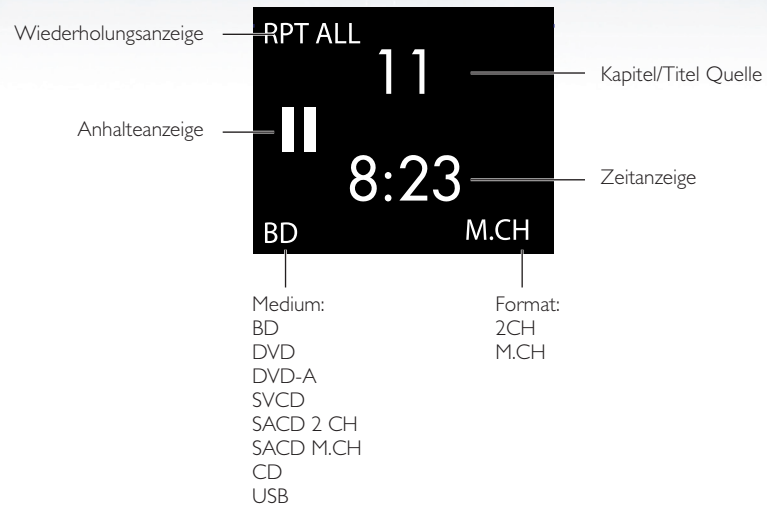 Wiederholungsanzeige
RPT ALL
11
Kapitel/Titel Quelle
Anhalteanzeige
8:23
Zeitanzeige
BD
M.CH
Medium:
BD
DVD
DVD-A
SVCD
SACD 2 CH
SACD M.CH
CD
USB
Format:
2CH
M.CH